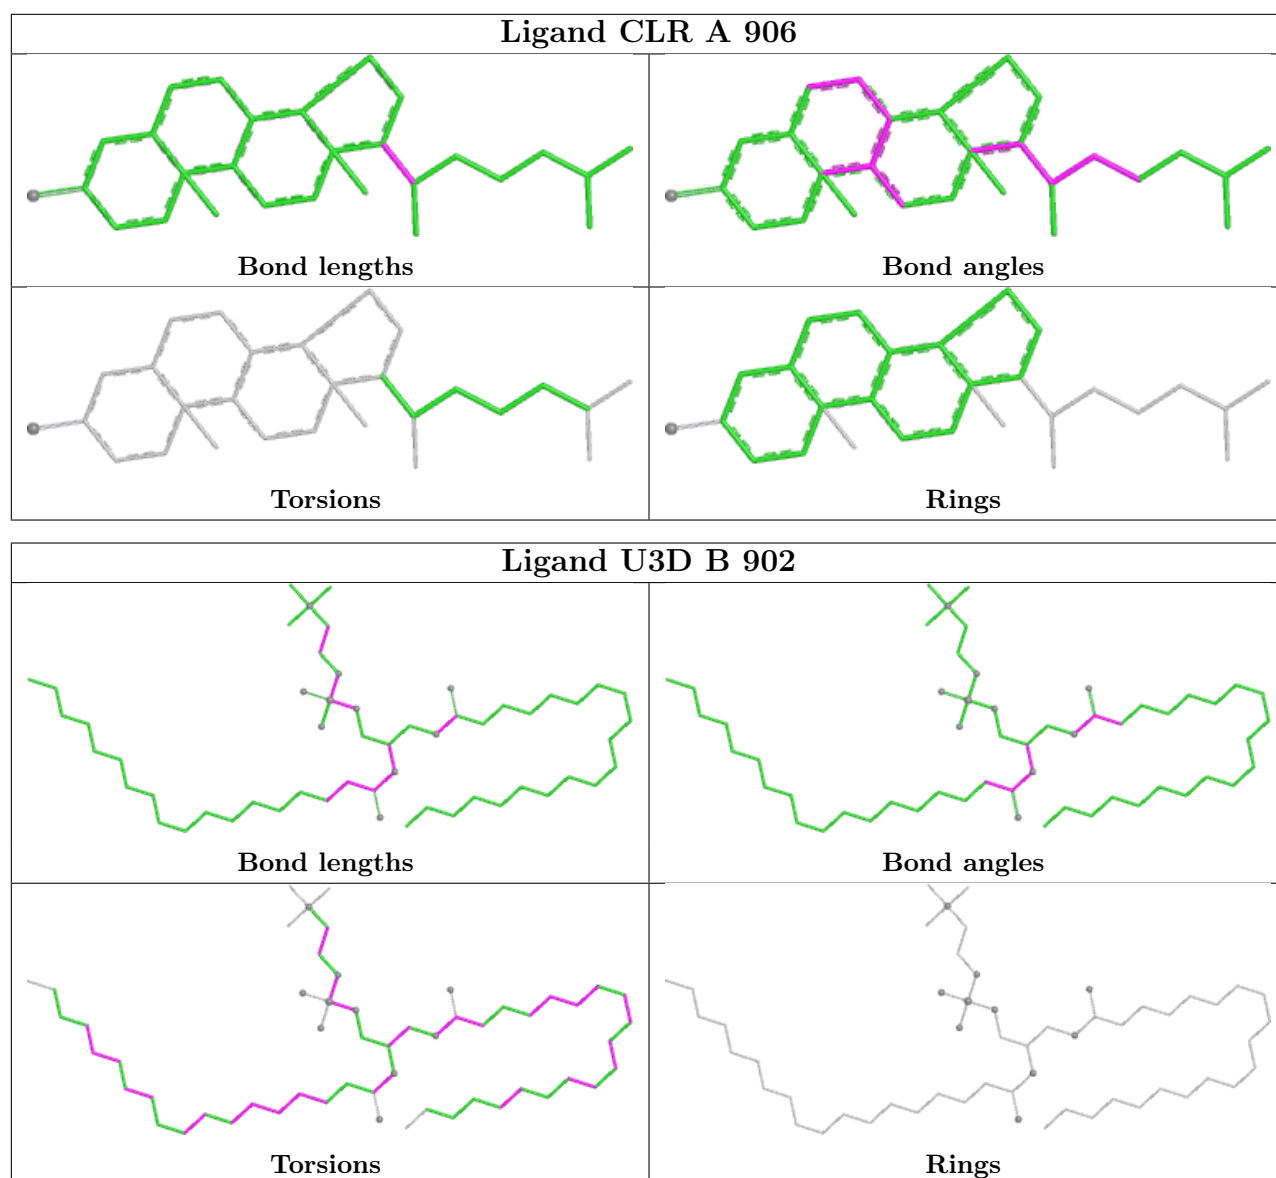 Ligand CLR A 906
Bond lengths
Bond angles
Torsions
Rings
Ligand U3D B 902
Bond lengths
Bond angles
Torsions
Rings